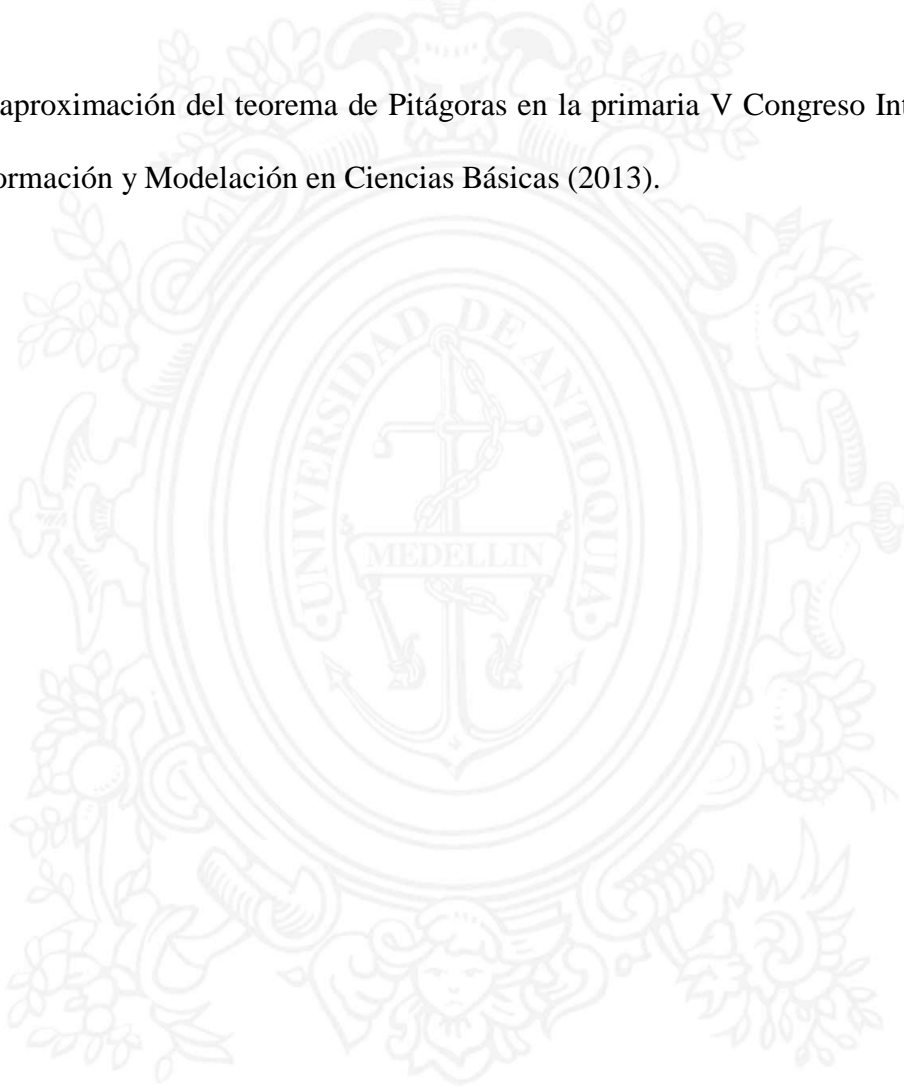 aproximación del teorema de Pitágoras en la primaria V Congreso Int
ormación y Modelación en Ciencias Básicas (2013).
UNIVERSIDAD DE ANTIOQUIA
MEDELLIN